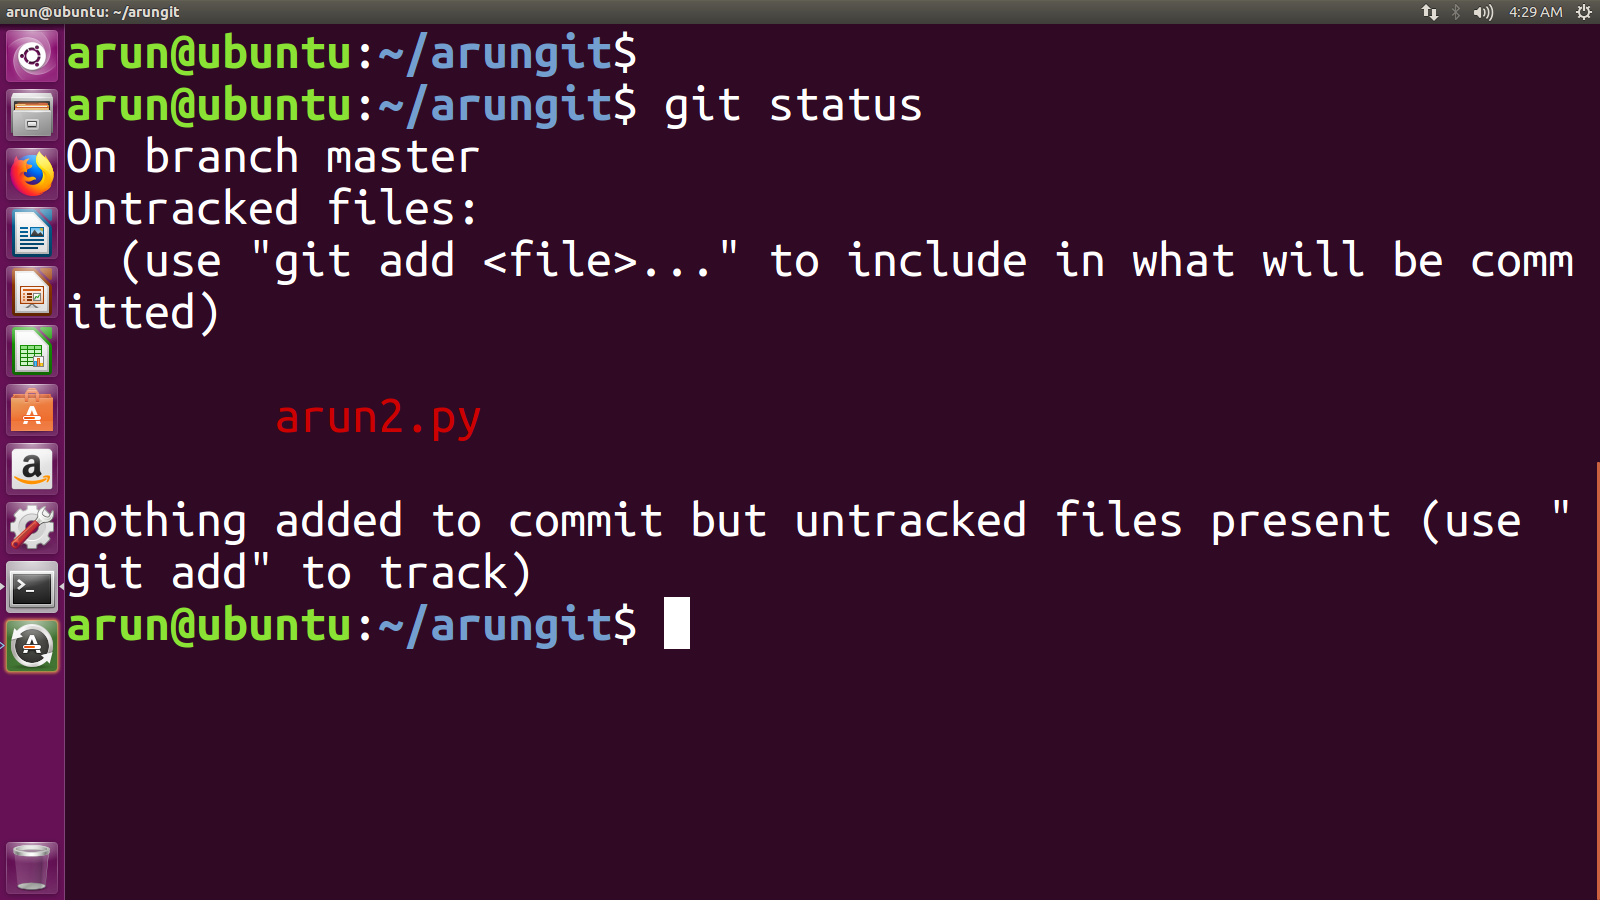 arun@ubuntu: ~/arungit
4:29 AM
arun@ubuntu:~/arungit$
arun@ubuntu:~/arungit$ git status
On branch master
Untracked files:
  (use "git add <file>..." to include in what will be comm
itted)
        arun2.py
nothing added to commit but untracked files present (use "
git add" to track)
arun@ubuntu:~/arungit$